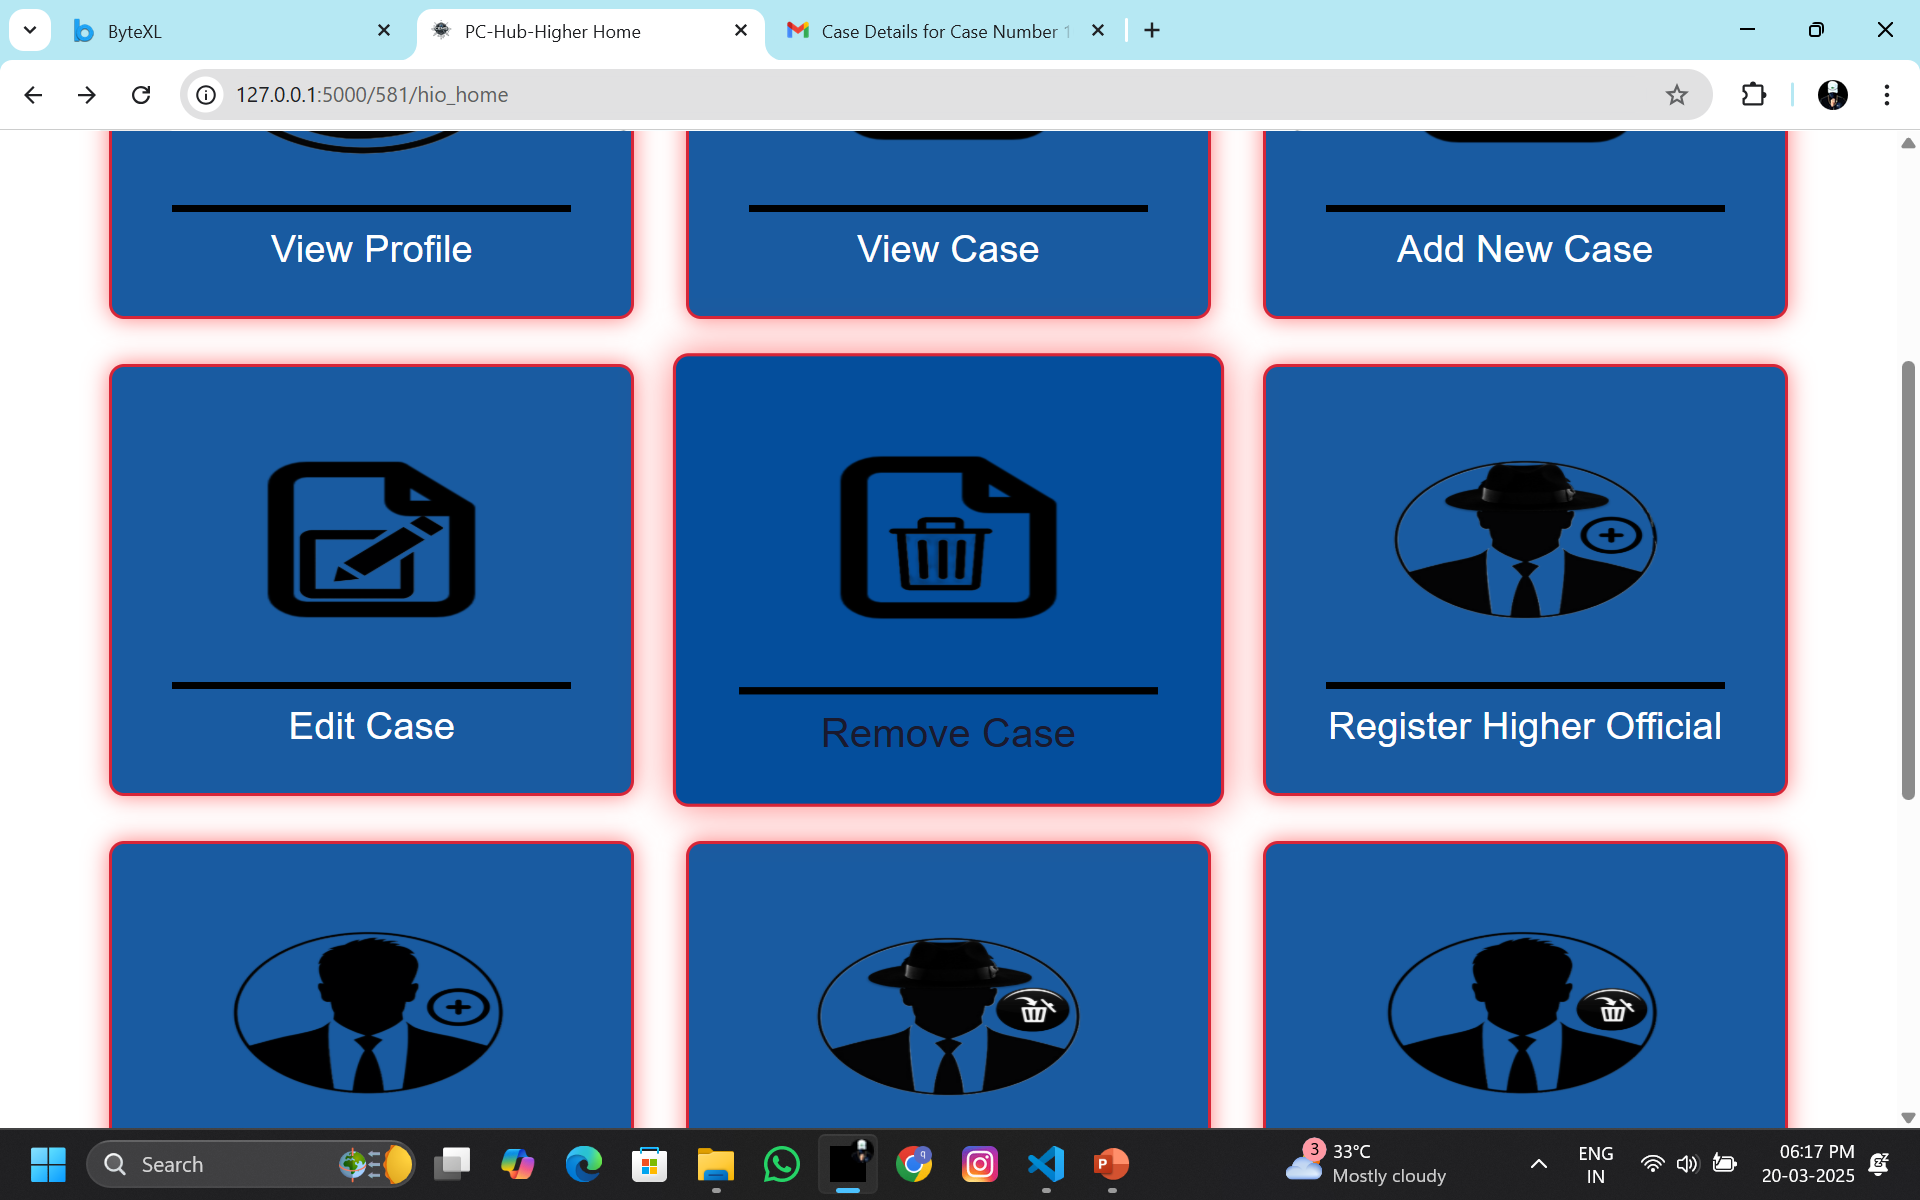 ByteXL
PC-Hub-Higher Home
Case Details for Case Number
127.0.0.1:5000/581/hio_home
View Profile
View Case
Add New Case
Edit Case
Remove Case
Register Higher Official
Search
3
33°C
Mostly cloudy
ENG
IN
06:17 PM
20-03-2025